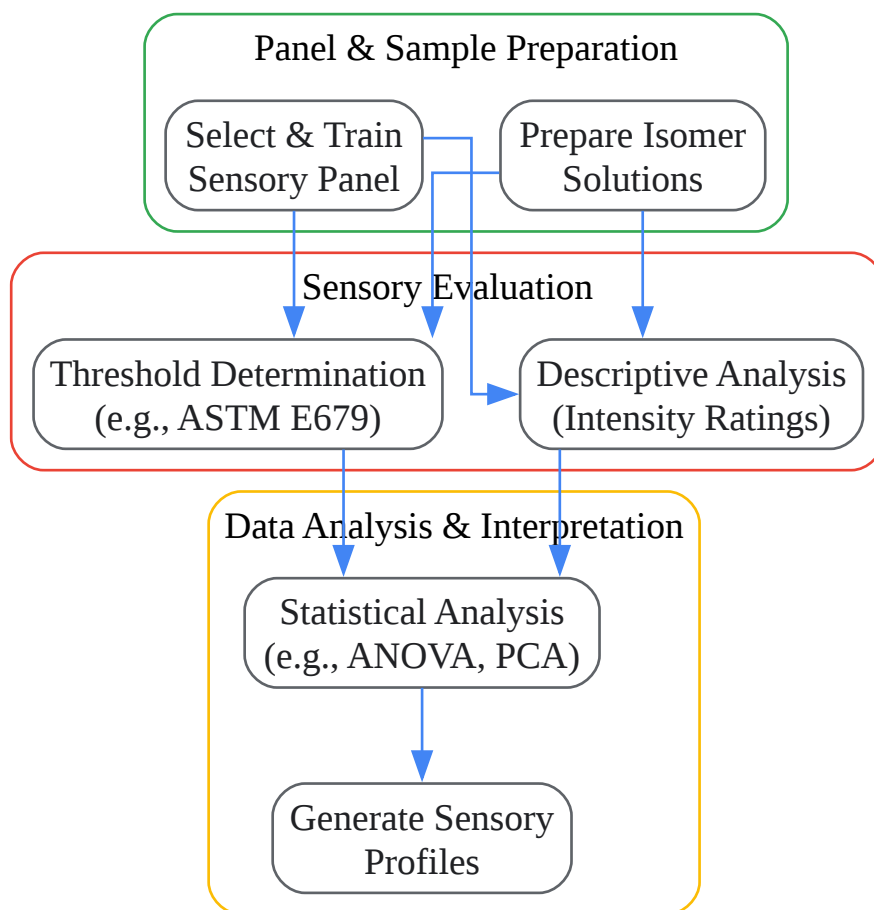 Panel & Sample Preparation
Select & Train
Sensory Panel
Prepare Isomer
Solutions
Sensory Evaluation
Threshold Determination
(e.g., ASTM E679)
Descriptive Analysis
(Intensity Ratings)
Data Analysis & Interpretation
Statistical Analysis
(e.g., ANOVA, PCA)
Generate Sensory
Profiles